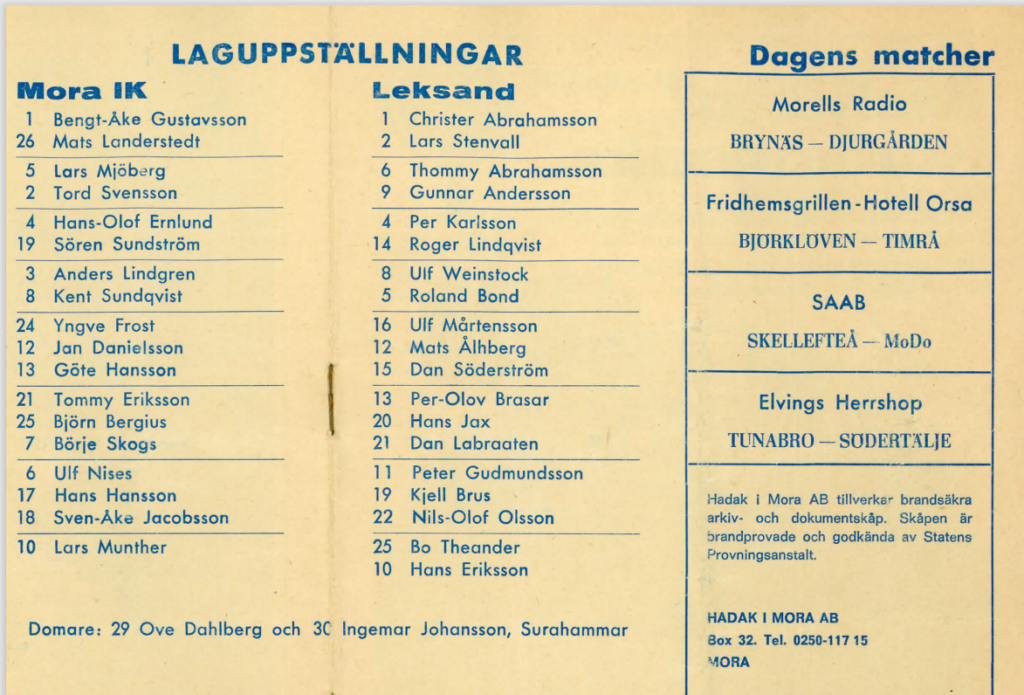 LAGUPPSTÄLLNINGAR
Mora IK
1 Bengt-Åke Gustavsson
26 Mats Landerstedt
5 Lars Mjöberg
2 Tord Svensson
4 Hans-Olof Ernlund
19 Sören Sundström
3 Anders Lindgren
8 Kent Sundqvist
24 Yngve Frost
12 Jan Danielsson
13 Göte Hansson
21 Tommy Eriksson
25 Björn Bergius
7 Börje Skogs
6 Ulf Nises
17 Hans Hansson
18 Sven-Åke Jacobsson
10 Lars Munther
Leksand
1 Christer Abrahamsson
2 Lars Stenvall
6 Thommy Abrahamsson
9 Gunnar Andersson
4 Per Karlsson
14 Roger Lindqvist
8 Ulf Weinstock
5 Roland Bond
16 Ulf Mårtensson
12 Mats Ålhberg
15 Dan Söderström
13 Per-Olov Brasar
20 Hans Jax
21 Dan Labraaten
11 Peter Gudmundsson
19 Kjell Brus
22 Nils-Olof Olsson
25 Bo Theander
10 Hans Eriksson
Domare: 29 Ove Dahlberg och 30 Ingemar Johansson, Surahammar
Dagens matcher
Morells Radio
BRYNÄS — DJURGÅRDEN
Fridhemsgrillen-Hotell Orsa
BJÖRKLÖVEN — TIMRÅ
SAAB
SKELLEFTEÅ — MoDo
Elvings Herrshop
TUNABRO — SÖDERTÄLJE
Hadak i Mora AB tillverkar brandsäkra
arkiv- och dokumentskåp. Skåpen är
brandprovade och godkända av Statens
Provningsanstalt.
HADAK I MORA AB
Box 32. Tel. 0250-117 15
MORA